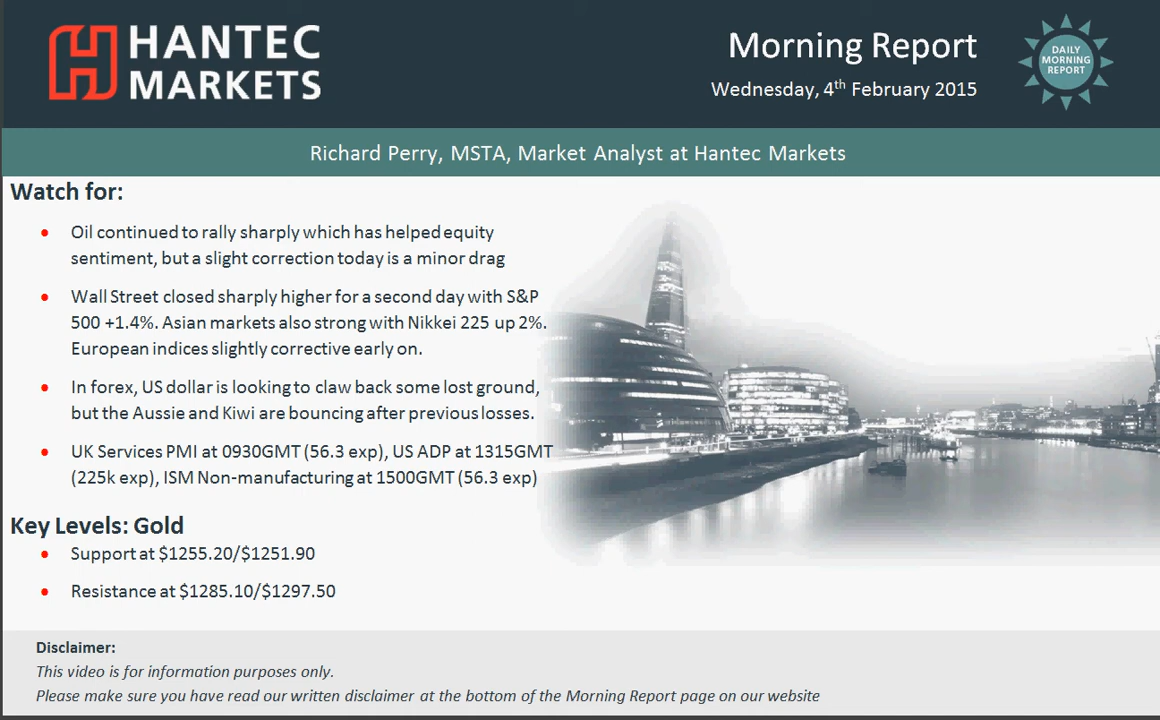 HANTEC
MARKETS
Morning Report
Wednesday, 4th February 2015
DAILY
MORNING
REPORT
Richard Perry, MSTA, Market Analyst at Hantec Markets
Watch for:
• Oil continued to rally sharply which has helped equity
sentiment, but a slight correction today is a minor drag
• Wall Street closed sharply higher for a second day with S&P
500 +1.4%. Asian markets also strong with Nikkei 225 up 2%.
European indices slightly corrective early on.
• In forex, US dollar is looking to claw back some lost ground,
but the Aussie and Kiwi are bouncing after previous losses.
• UK Services PMI at 0930GMT (56.3 exp), US ADP at 1315GMT
(225k exp), ISM Non-manufacturing at 1500GMT (56.3 exp)
Key Levels: Gold
• Support at $1255.20/$1251.90
• Resistance at $1285.10/$1297.50
Disclaimer:
This video is for information purposes only.
Please make sure you have read our written disclaimer at the bottom of the Morning Report page on our website